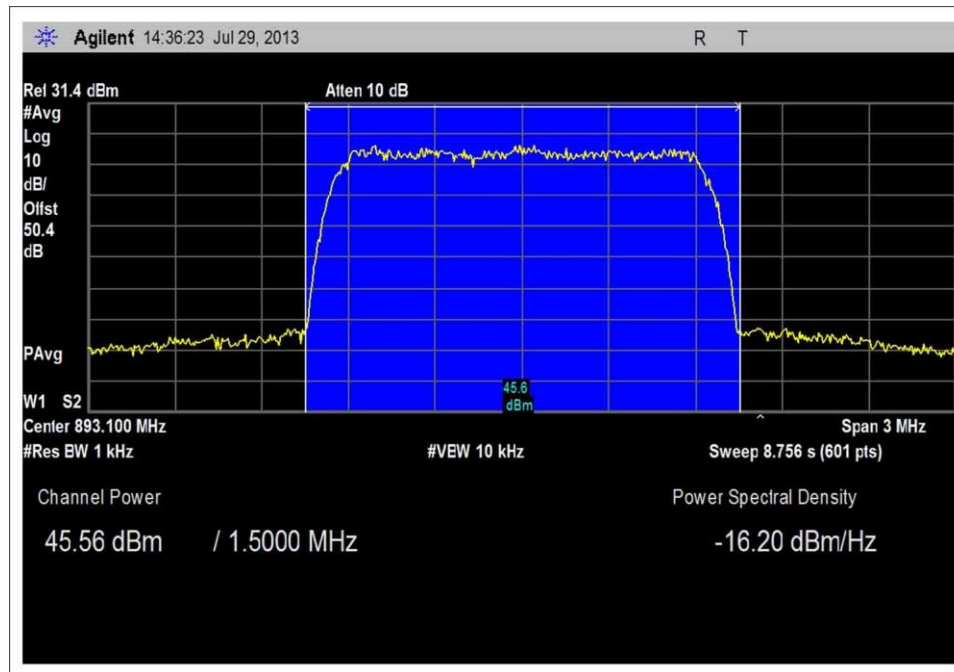 Agilent 14:36:23 Jul 29, 2013 R T
Ref 31.4 dBm Atten 10 dB
#Avg
Log
10
dB/
Offst
50.4
dB
PAvg
45.6
dBm
W1 S2
Center 893.100 MHz Span 3 MHz
#Res BW 1 kHz #VBW 10 kHz Sweep 8.756 s (601 pts)
Channel Power Power Spectral Density
45.56 dBm / 1.5000 MHz -16.20 dBm/Hz